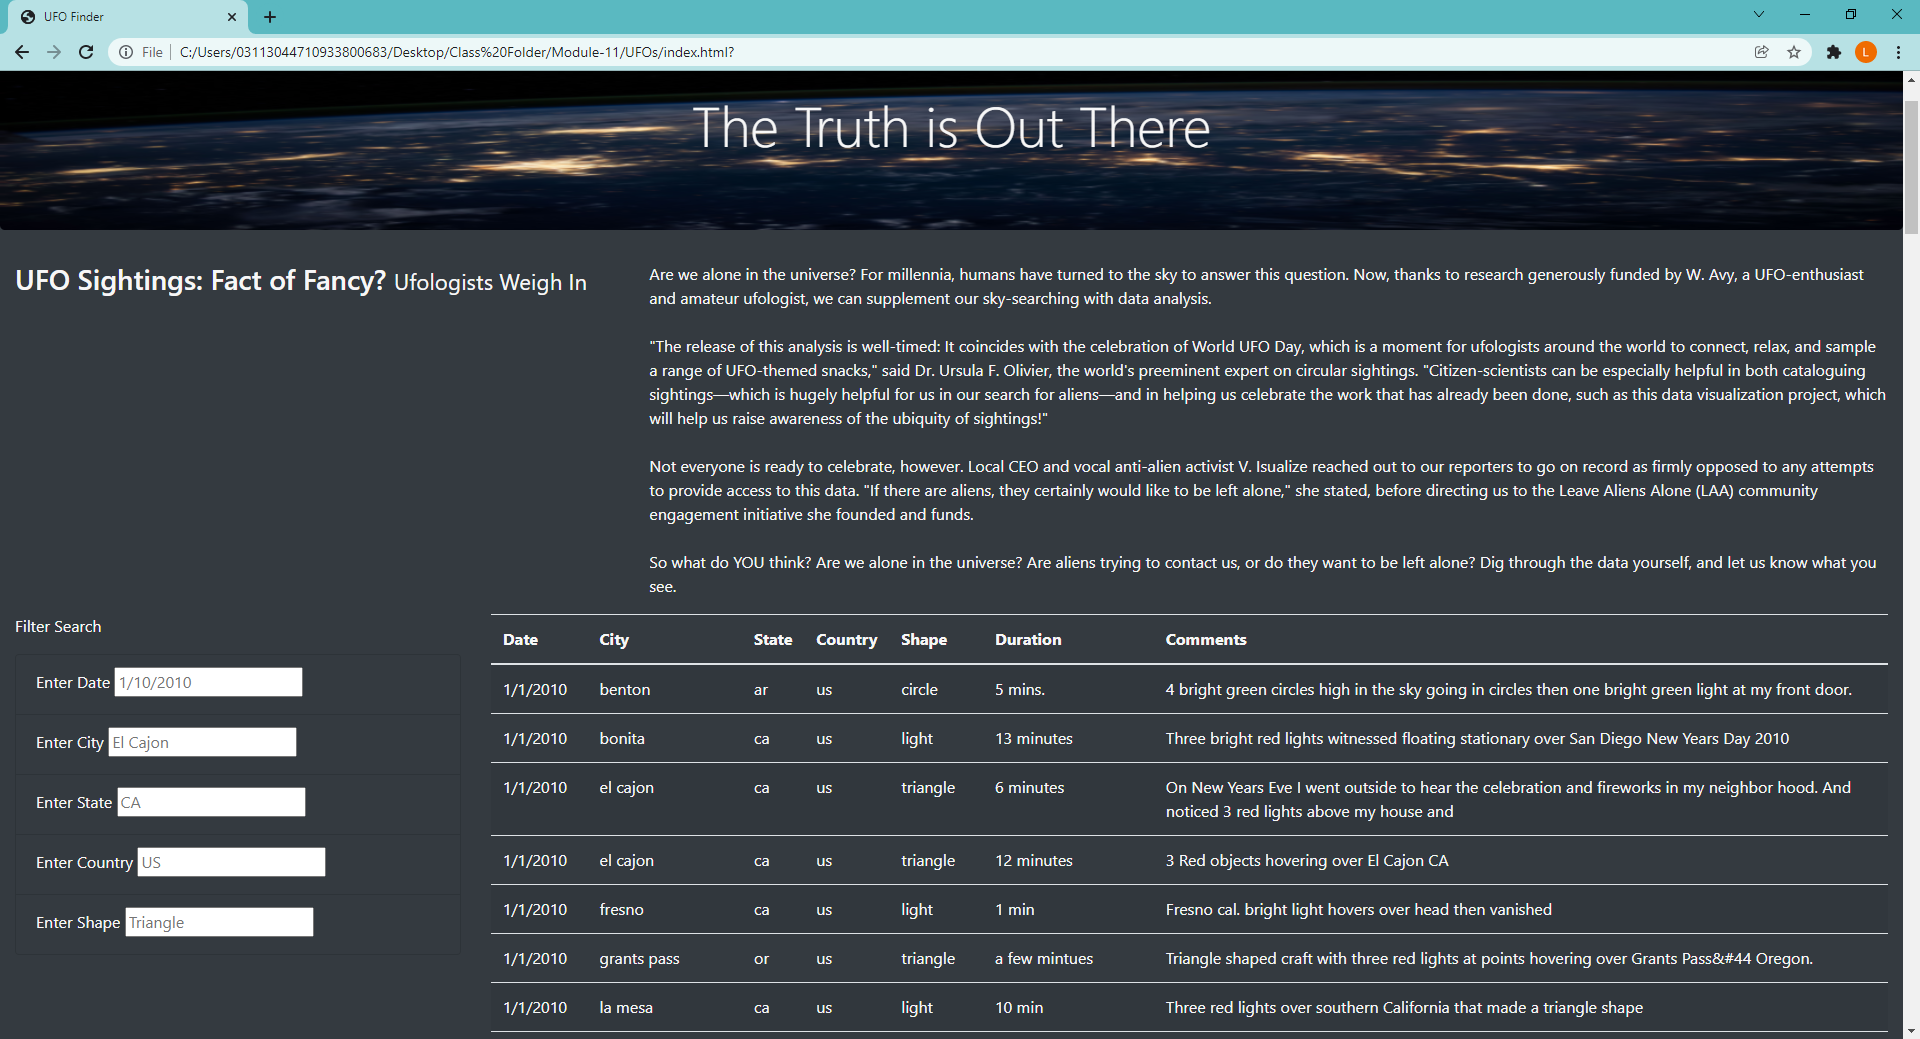 UFO Finder
File C:/Users/03113044710933800683/Desktop/Class%20Folder/Module-11/UFOs/index.html?
L
The Truth is Out There
UFO Sightings: Fact of Fancy? Ufologists Weigh In
Are we alone in the universe? For millennia, humans have turned to the sky to answer this question. Now, thanks to research generously funded by W. Avy, a UFO-enthusiast
and amateur ufologist, we can supplement our sky-searching with data analysis.
"The release of this analysis is well-timed: It coincides with the celebration of World UFO Day, which is a moment for ufologists around the world to connect, relax, and sample
a range of UFO-themed snacks," said Dr. Ursula F. Olivier, the world's preeminent expert on circular sightings. "Citizen-scientists can be especially helpful in both cataloguing
sightings—which is hugely helpful for us in our search for aliens—and in helping us celebrate the work that has already been done, such as this data visualization project, which
will help us raise awareness of the ubiquity of sightings!"
Not everyone is ready to celebrate, however. Local CEO and vocal anti-alien activist V. Isualize reached out to our reporters to go on record as firmly opposed to any attempts
to provide access to this data. "If there are aliens, they certainly would like to be left alone," she stated, before directing us to the Leave Aliens Alone (LAA) community
engagement initiative she founded and funds.
So what do YOU think? Are we alone in the universe? Are aliens trying to contact us, or do they want to be left alone? Dig through the data yourself, and let us know what you
see.
Filter Search
Enter Date 1/10/2010
Enter City El Cajon
Enter State CA
Enter Country US
Enter Shape Triangle
Date City State Country Shape Duration Comments
1/1/2010 benton ar us circle 5 mins. 4 bright green circles high in the sky going in circles then one bright green light at my front door.
1/1/2010 bonita ca us light 13 minutes Three bright red lights witnessed floating stationary over San Diego New Years Day 2010
1/1/2010 el cajon ca us triangle 6 minutes On New Years Eve I went outside to hear the celebration and fireworks in my neighbor hood. And
noticed 3 red lights above my house and
1/1/2010 el cajon ca us triangle 12 minutes 3 Red objects hovering over El Cajon CA
1/1/2010 fresno ca us light 1 min Fresno cal. bright light hovers over head then vanished
1/1/2010 grants pass or us triangle a few mintues Triangle shaped craft with three red lights at points hovering over Grants Pass&#44 Oregon.
1/1/2010 la mesa ca us light 10 min Three red lights over southern California that made a triangle shape